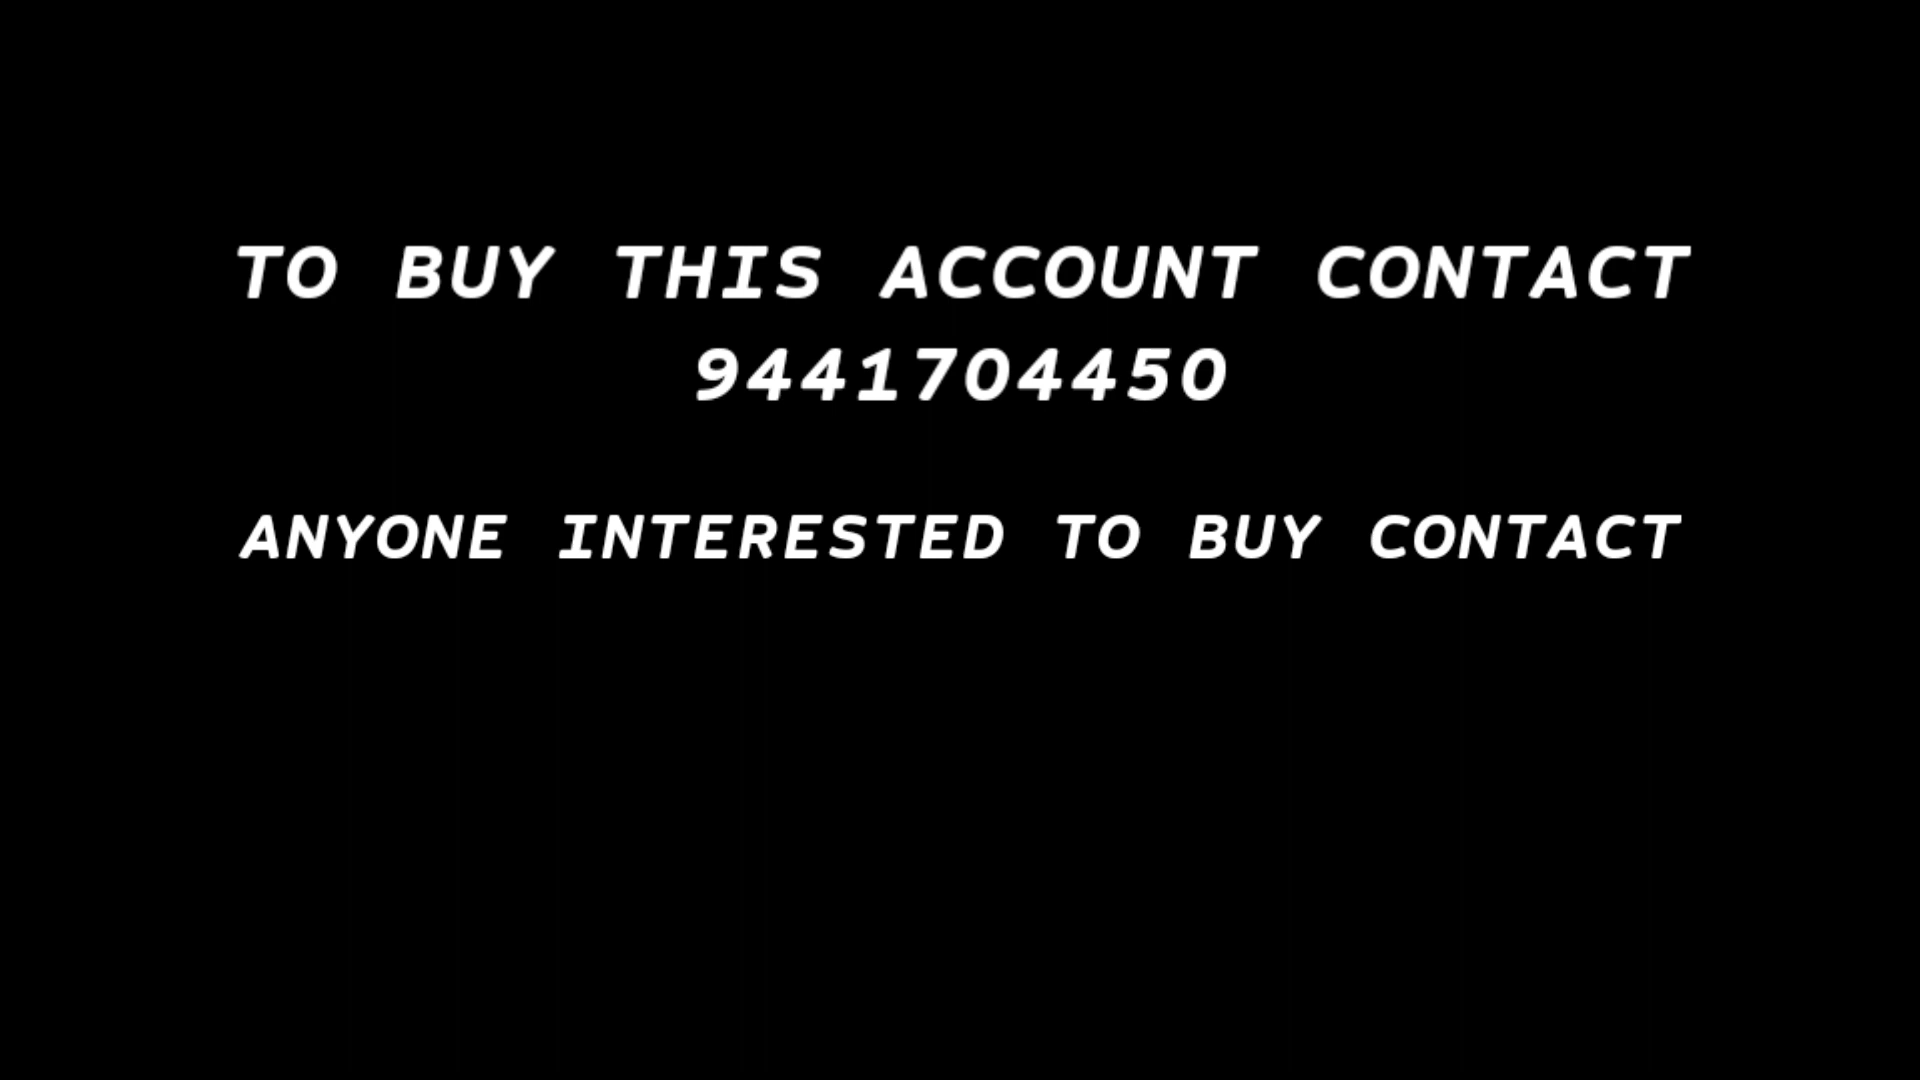 TO BUY THIS ACCOUNT CONTACT
9441704450
ANYONE INTERESTED TO BUY CONTACT